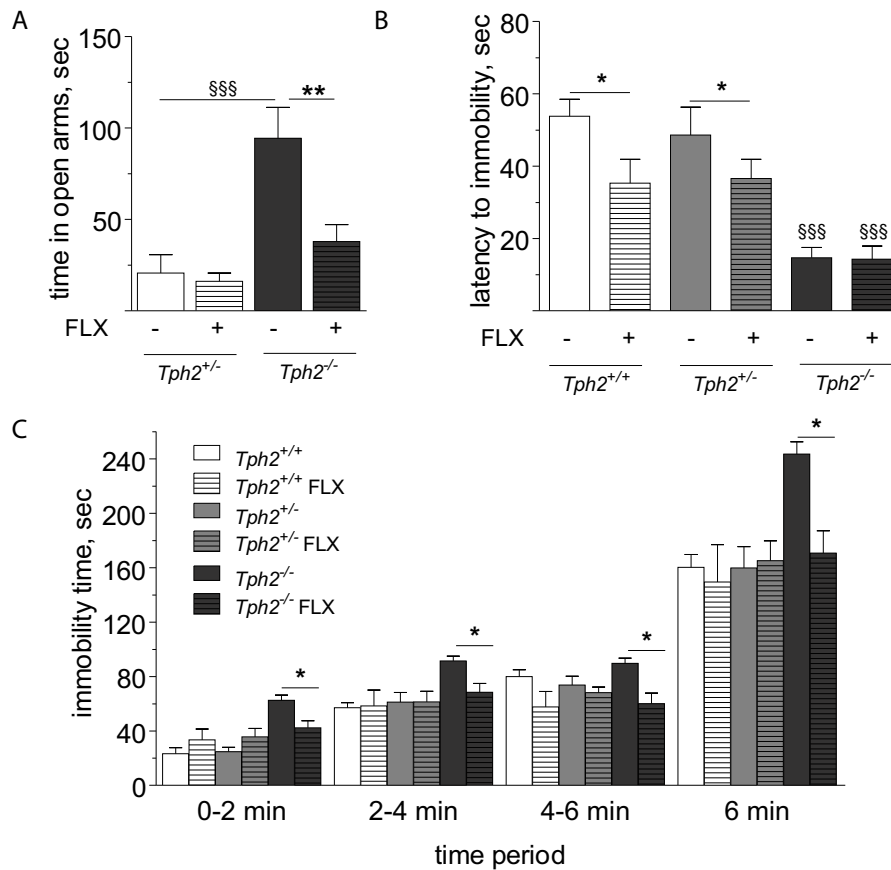 A
time in open arms, sec
150
100
50
§§§
**
FLX - + - +
Tph2+/- Tph2-/-
B
latency to immobility, sec
80
60
40
20
*
*
§§§ §§§
FLX - + - + - +
Tph2+/+ Tph2+/- Tph2-/-
C
immobility time, sec
240
200
160
120
80
40
0
Tph2+/+
Tph2+/+ FLX
Tph2+/-
Tph2+/- FLX
Tph2-/-
Tph2-/- FLX
*
*
*
*
0-2 min 2-4 min 4-6 min 6 min
time period